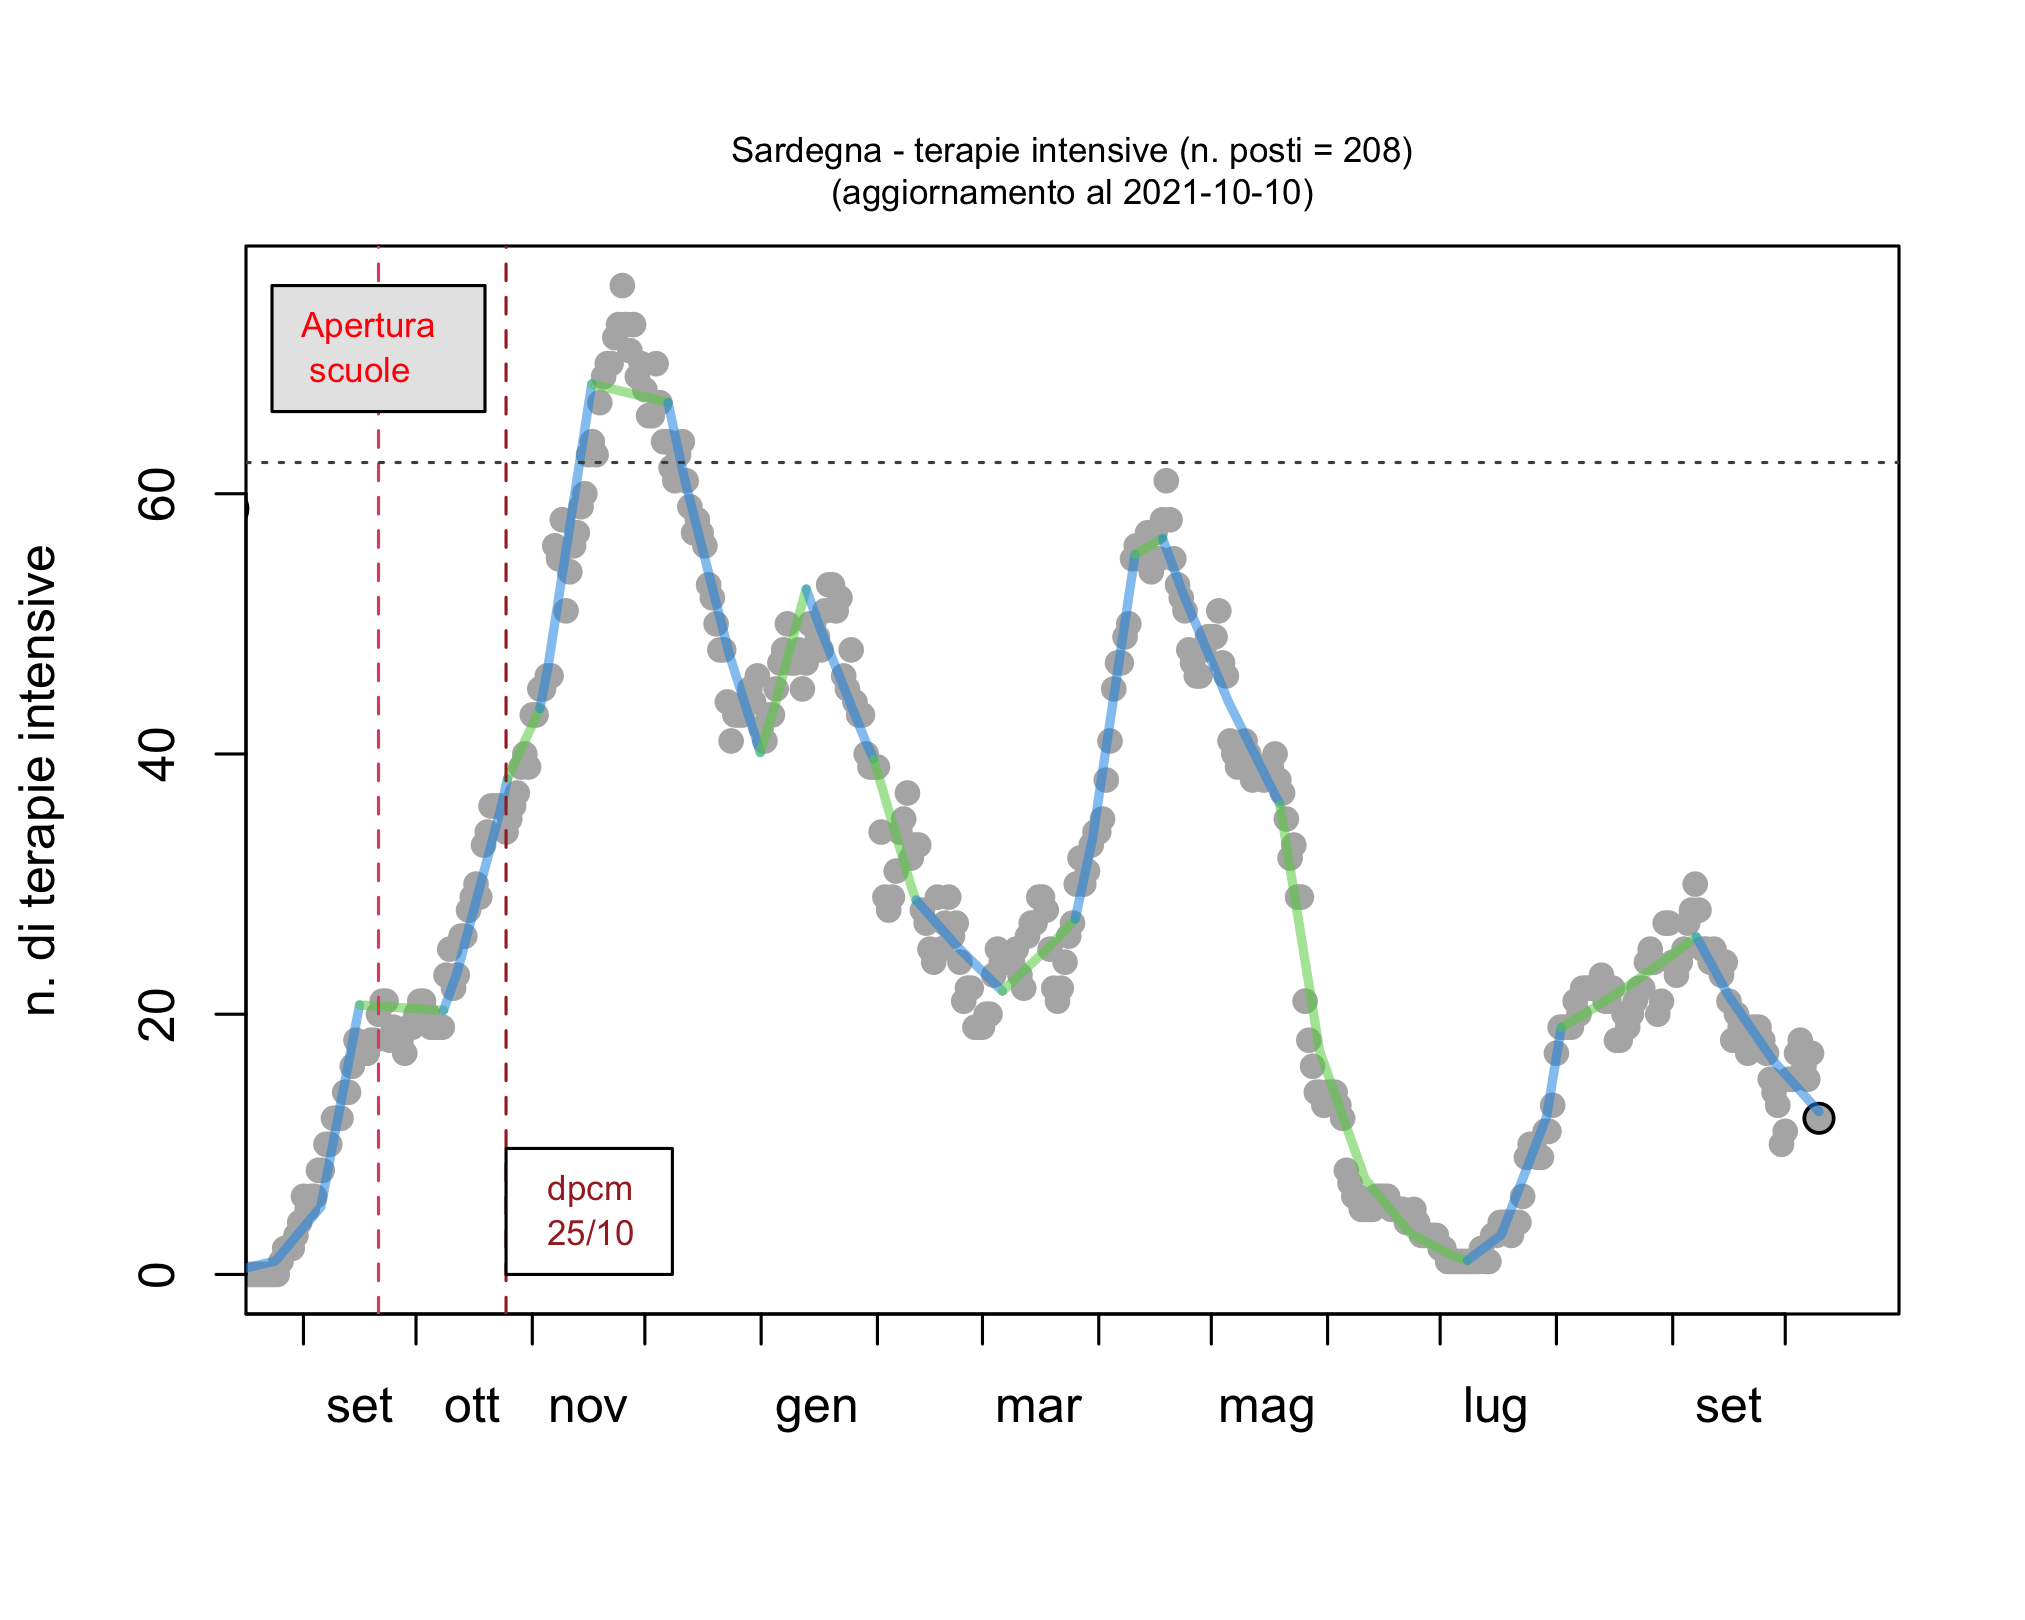 Sardegna - terapie intensive (n. posti = 208)
(aggiornamento al 2021-10-10)
Apertura
scuole
dpcm
25/10
n. di terapie intensive
60
40
20
0
set ott nov gen mar mag lug set